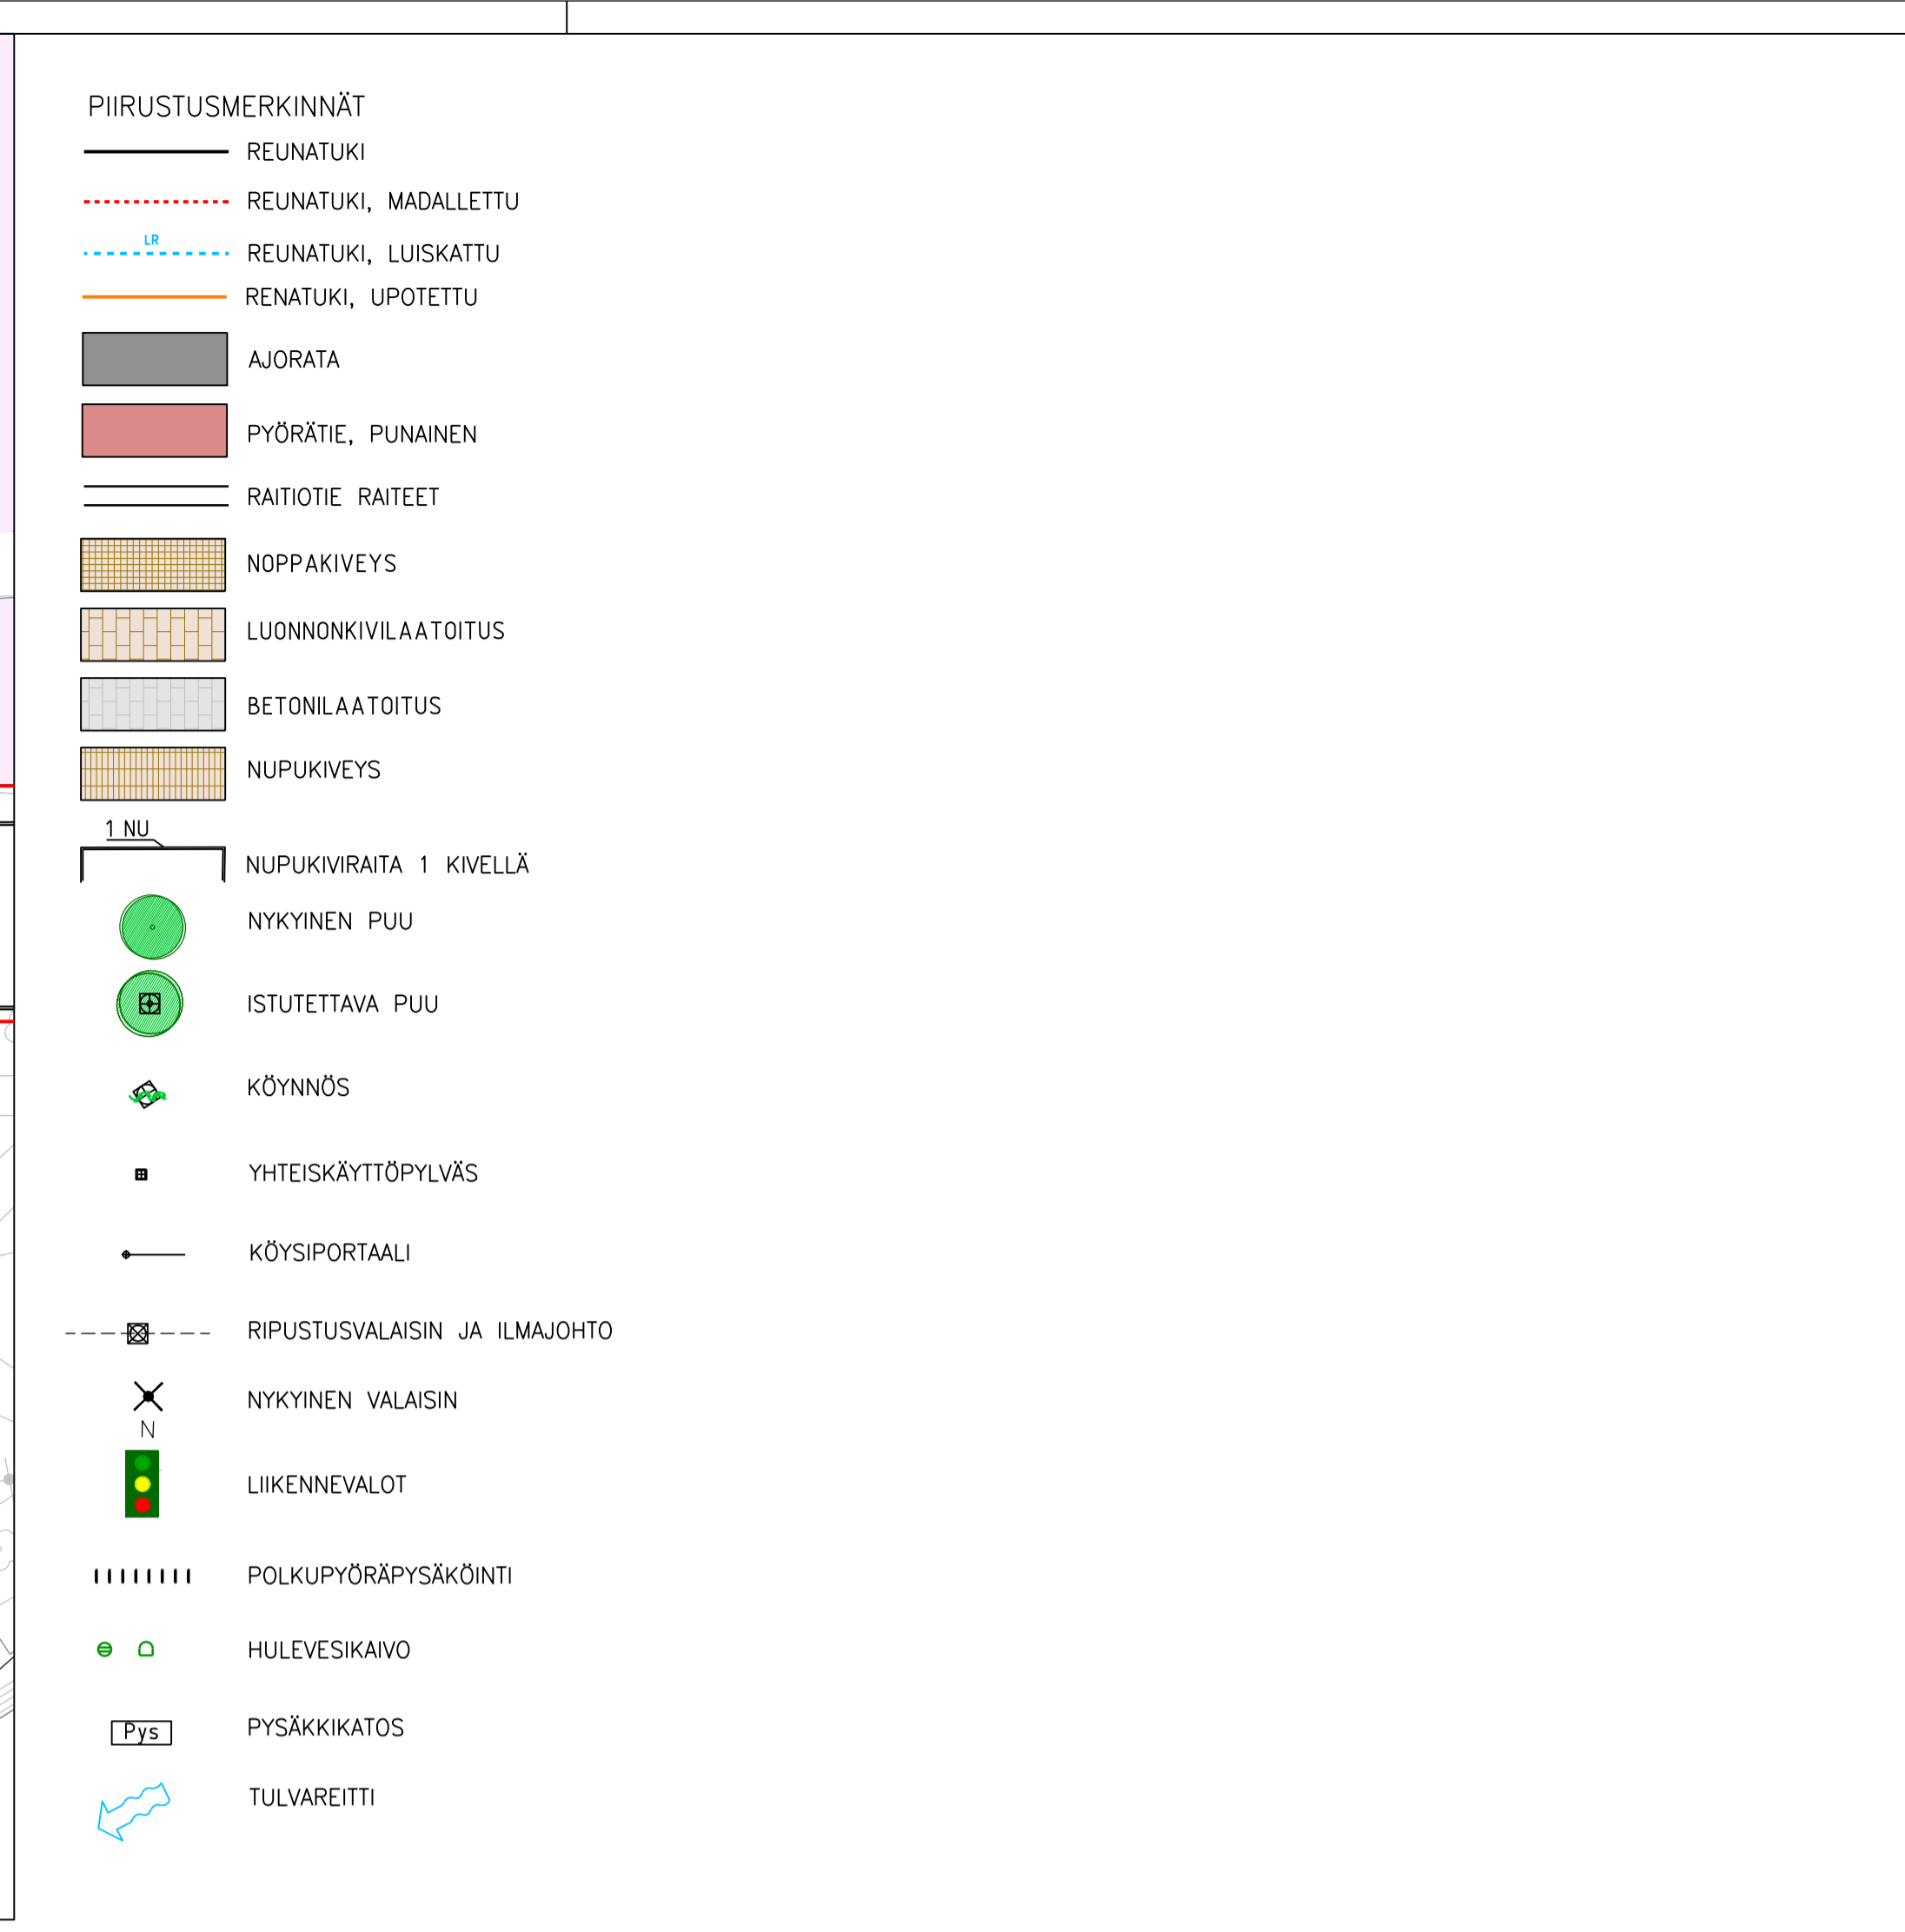 PIIRUSTUSMERKINNÄT
REUNATUKI
REUNATUKI, MADALLETTU
LR
REUNATUKI, LUISKATTU
RENATUKI, UPOTETTU
AJORATA
PYÖRÄTIE, PUNAINEN
RAITIOTIE RAITEET
NOPPAKIVEYS
LUONNONKIVILAATOITUS
BETONILAATOITUS
NUPUKIVEYS
1 NU
NUPUKIVIRAITA 1 KIVELLÄ
NYKYINEN PUU
ISTUTETTAVA PUU
KÖYNNÖS
YHTEISKÄYTTÖPYLVÄS
KÖYSIPORTAALI
RIPUSTUSVALAISIN JA ILMAJOHTO
NYKYINEN VALAISIN
N
LIIKENNEVALOT
POLKUPYÖRÄPYSÄKÖINTI
HULEVESIKAIVO
Pys PYSÄKKIKATOS
TULVAREITTI